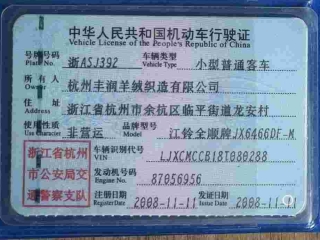 中华人民共和国机动车行驶证
Vehicle License of the People's Republic of China
号牌号码 浙ASJ392 车辆类型 小型普通客车
Plate No. Vehicle Type
所有人 杭州丰润羊绒织造有限公司
Owner
住址 浙江省杭州市余杭区临平街道龙安村
Address
使用性质 非营运 品牌型号 江铃全顺牌JX6466DF-M
Use Character Model
浙江省杭州 车辆识别代号 LJXCMCCB18T080288
VIN
市公安局交 发动机号码 87056956
Engine No.
通警察支队 注册日期 2008-11-11 发证日期 2008-11-11
Register Date Issue Date